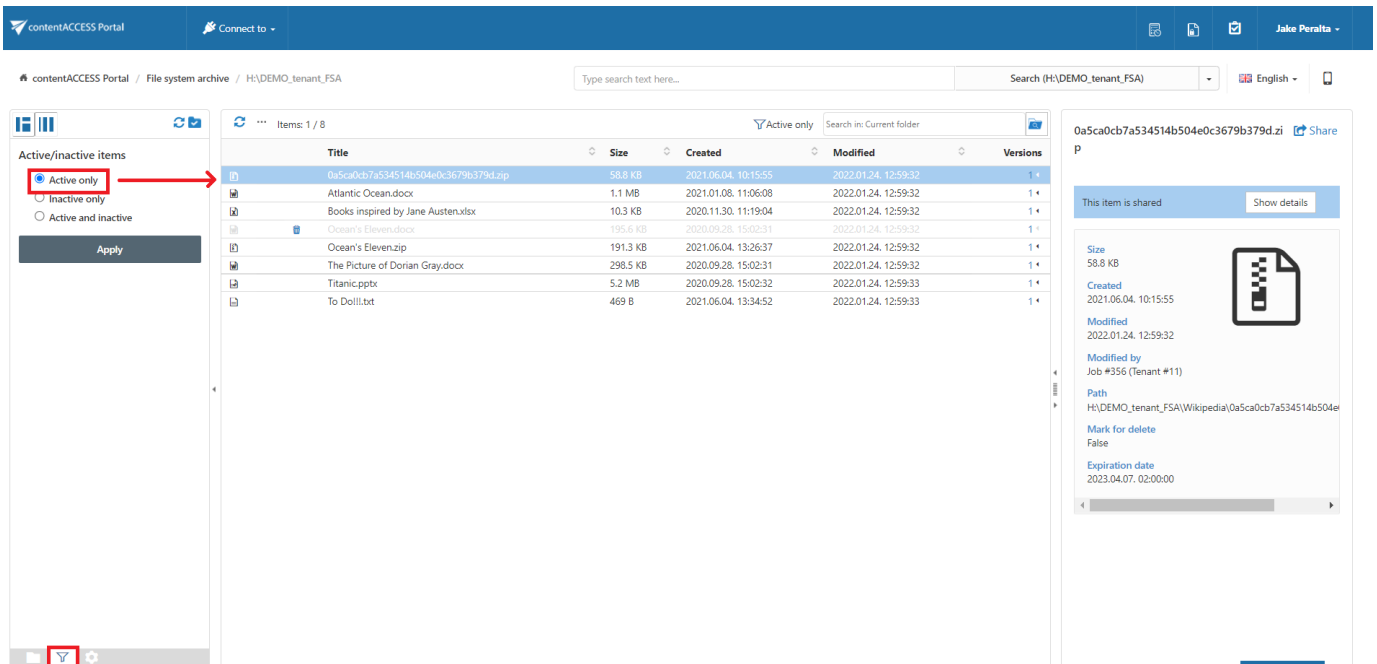 contentACCESS Portal
Connect to
Jake Peralta
contentACCESS Portal / File system archive / H:\DEMO_tenant_FSA
Type search text here...
Search (H:\DEMO_tenant_FSA)
English
Active/inactive items
Active only
Inactive only
Active and inactive
Apply
Items: 1 / 8
Active only
Search in: Current folder
Title Size Created Modified Versions
0a5ca0cb7a534514b504e0c3679b379d.zip 58.8 KB 2021.06.04. 10:15:55 2022.01.24. 12:59:32 1
Atlantic Ocean.docx 1.1 MB 2021.01.08. 11:06:08 2022.01.24. 12:59:32 1
Books inspired by Jane Austen.xlsx 10.3 KB 2020.11.30. 11:19:04 2022.01.24. 12:59:32 1
Ocean's Eleven.docx 195.6 KB 2020.09.28. 15:02:31 2022.01.24. 12:59:32 1
Ocean's Eleven.zip 191.3 KB 2021.06.04. 13:26:37 2022.01.24. 12:59:32 1
The Picture of Dorian Gray.docx 298.5 KB 2020.09.28. 15:02:31 2022.01.24. 12:59:32 1
Titanic.pptx 5.2 MB 2020.09.28. 15:02:32 2022.01.24. 12:59:33 1
To Do!!!.txt 469 B 2021.06.04. 13:34:52 2022.01.24. 12:59:33 1
0a5ca0cb7a534514b504e0c3679b379d.zi
p
Share
This item is shared
Show details
Size
58.8 KB
Created
2021.06.04. 10:15:55
Modified
2022.01.24. 12:59:32
Modified by
Job #356 (Tenant #11)
Path
H:\DEMO_tenant_FSA\Wikipedia\0a5ca0cb7a534514b504e
Mark for delete
False
Expiration date
2023.04.07. 02:00:00